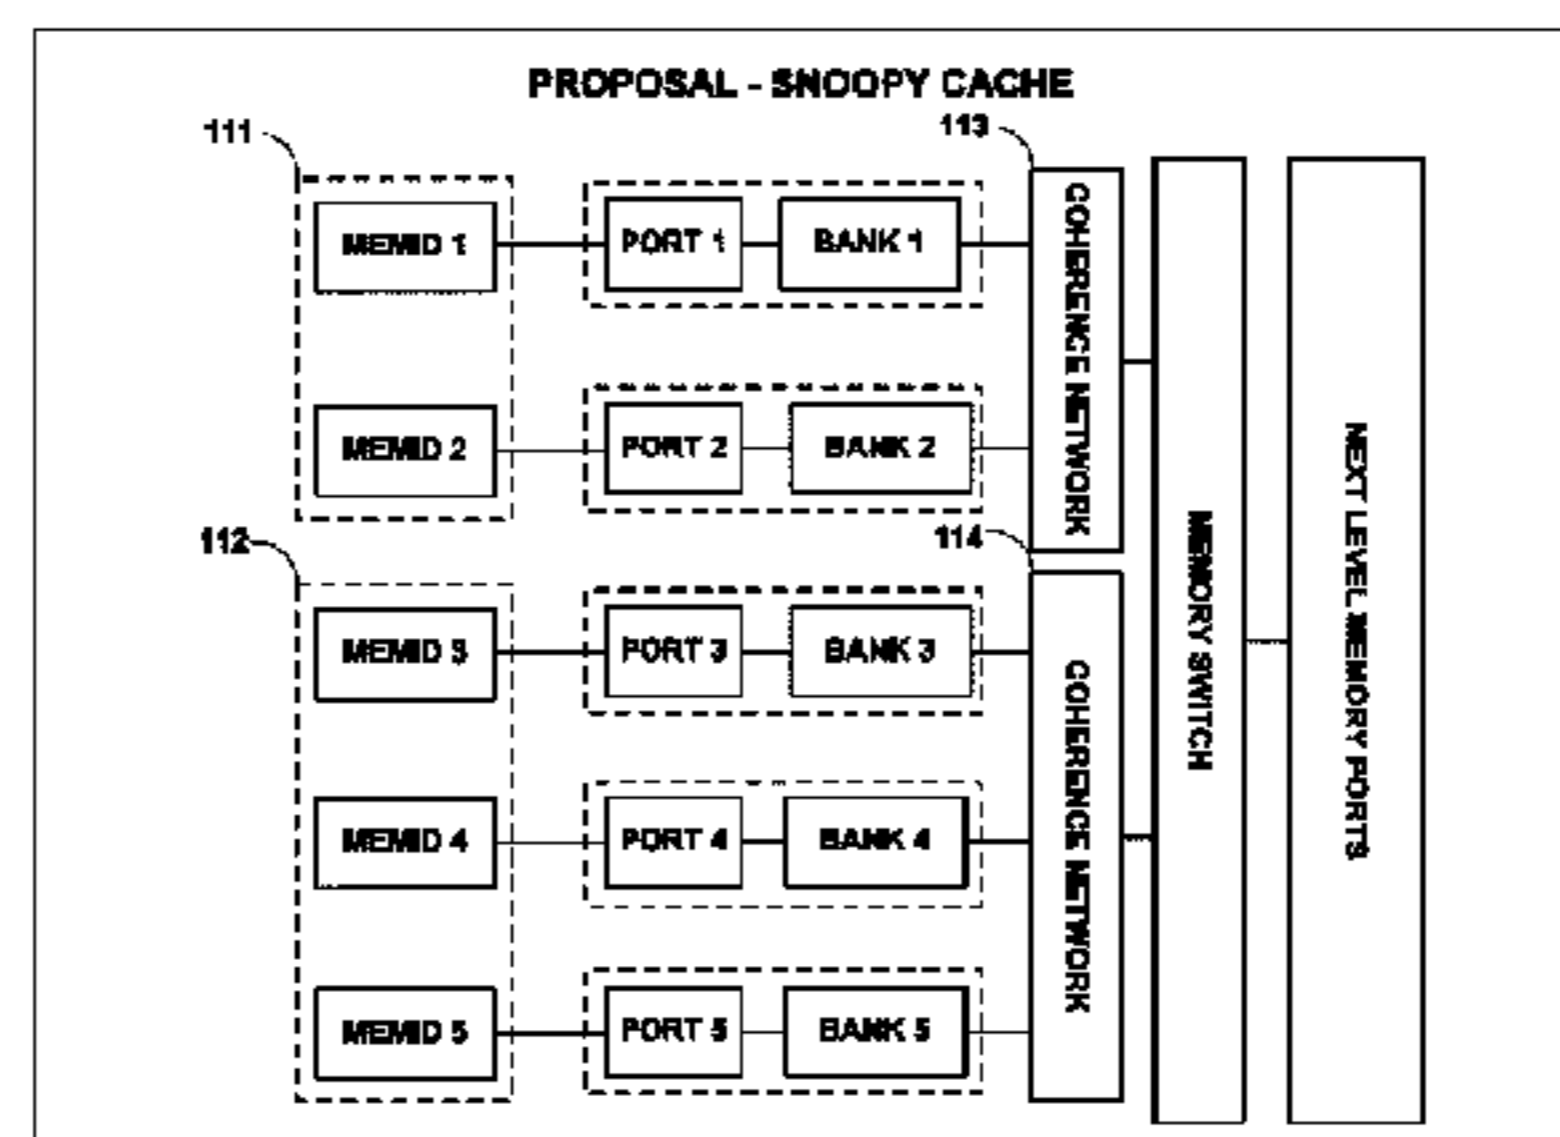 PROPOSAL - SNOOPY CACHE
111
113
MEMID 1
PORT 1
BANK 1
COHERENCE NETWORK
MEMID 2
PORT 2
BANK 2
112
114
MEMID 3
PORT 3
BANK 3
COHERENCE NETWORK
MEMID 4
PORT 4
BANK 4
MEMID 5
PORT 5
BANK 5
MEMORY SWITCH
NEXT LEVEL MEMORY PORTS